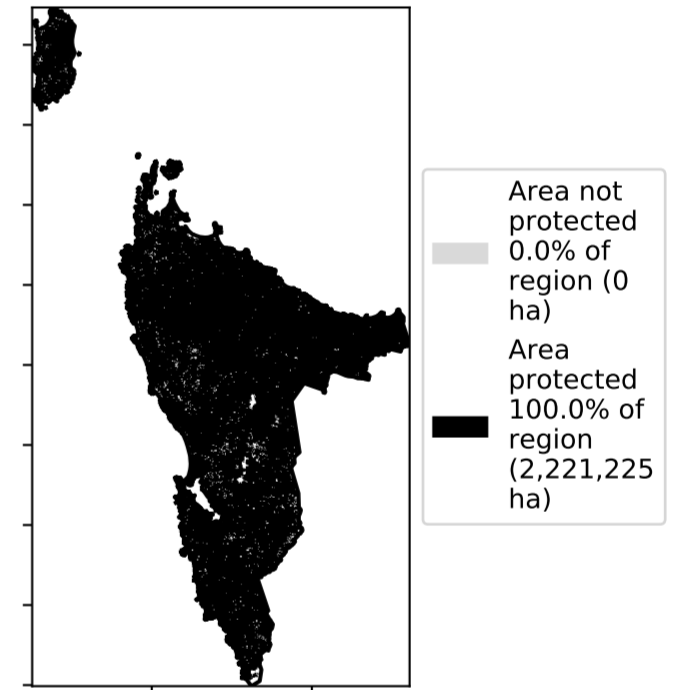 Area not
protected
0.0% of
region (0
ha)
Area
protected
100.0% of
region
(2,221,225
ha)